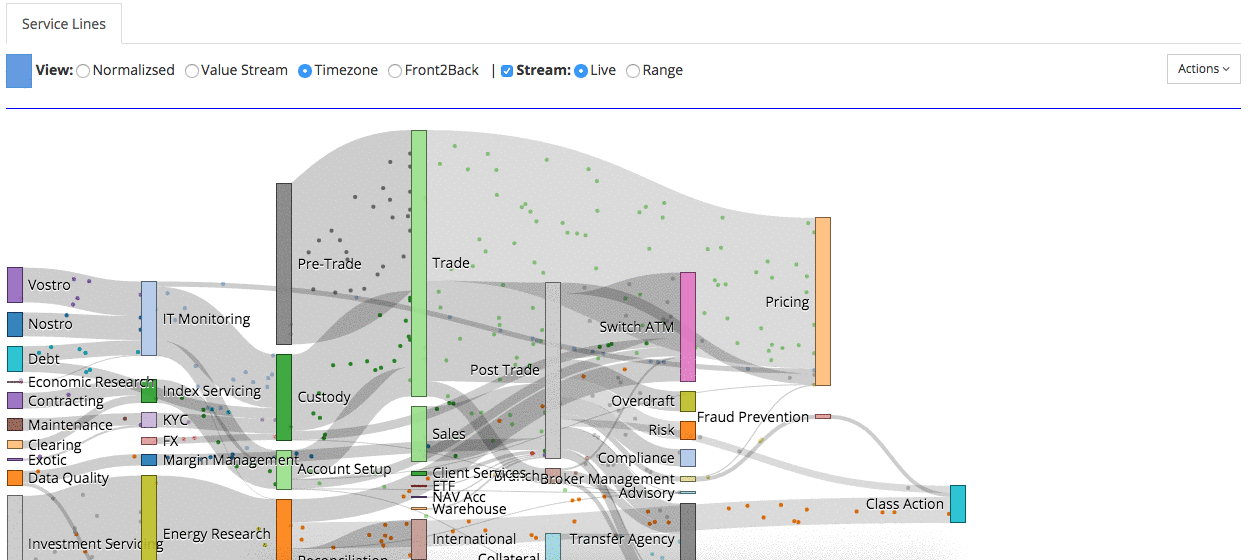 Service Lines
View: Normalizsed Value Stream Timezone Front2Back | Stream: Live Range
Actions
Pre-Trade
Trade
Vostro
Pricing
IT Monitoring
Nostro
Switch ATM
Debt
Post Trade
Economic Research
Index Servicing
Custody
Contracting
Overdraft
Fraud Prevention
KYC
Maintenance
Risk
Sales
FX
Clearing
Exotic
Margin Management
Compliance
Account Setup
Client Services
Branch
Data Quality
Broker Management
ETF
Advisory
NAV Acc
Class Action
Warehouse
Energy Research
International
Transfer Agency
Investment Servicing
Reconciliation
Collateral